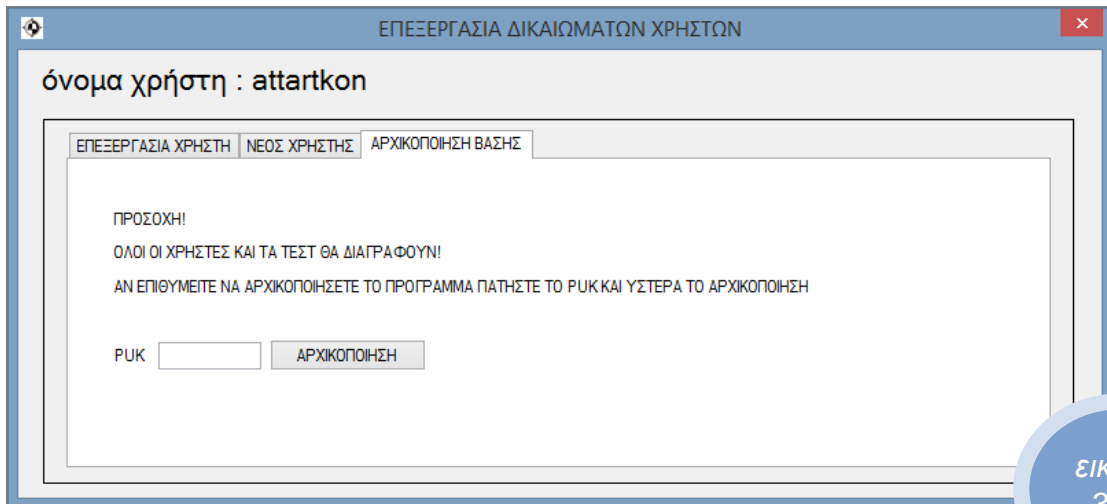 ΕΠΕΞΕΡΓΑΣΙΑ ΔΙΚΑΙΩΜΑΤΩΝ ΧΡΗΣΤΩΝ
όνομα χρήστη : attartkon
ΕΠΕΞΕΡΓΑΣΙΑ ΧΡΗΣΤΗ ΝΕΟΣ ΧΡΗΣΤΗΣ ΑΡΧΙΚΟΠΟΙΗΣΗ ΒΑΣΗΣ
ΠΡΟΣΟΧΗ!
ΟΛΟΙ ΟΙ ΧΡΗΣΤΕΣ ΚΑΙ ΤΑ ΤΕΣΤ ΘΑ ΔΙΑΓΡΑΦΟΥΝ!
ΑΝ ΕΠΙΘΥΜΕΙΤΕ ΝΑ ΑΡΧΙΚΟΠΟΙΗΣΕΤΕ ΤΟ ΠΡΟΓΡΑΜΜΑ ΠΑΤΗΣΤΕ ΤΟ PUK ΚΑΙ ΥΣΤΕΡΑ ΤΟ ΑΡΧΙΚΟΠΟΙΗΣΗ
PUK ΑΡΧΙΚΟΠΟΙΗΣΗ